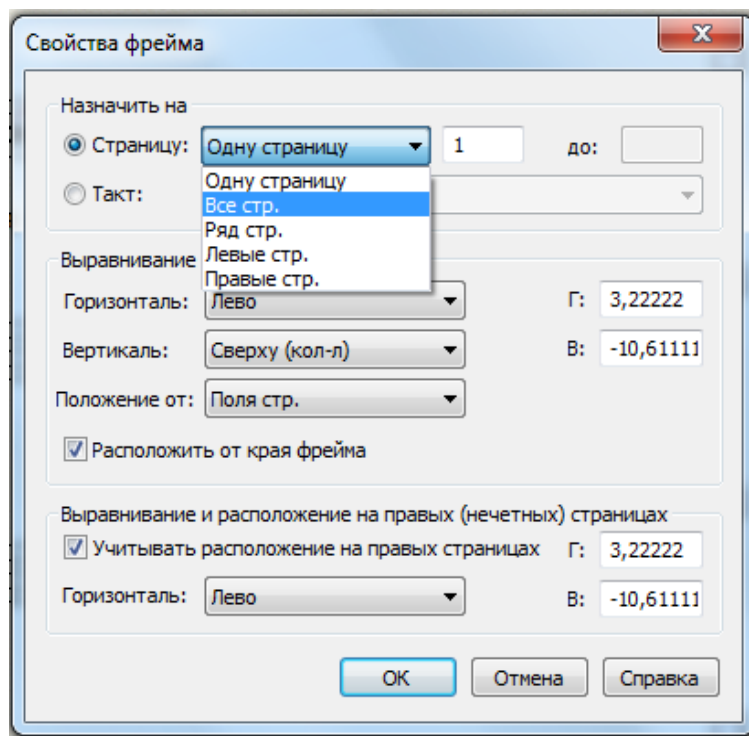 Свойства фрейма
Назначить на
Страницу: Одну страницу 1 до:
Одну страницу
Такт:
Все стр.
Ряд стр.
Левые стр.
Правые стр.
Выравнивание
Горизонталь: Лево Г: 3,22222
Вертикаль: Сверху (кол-л) В: -10,61111
Положение от: Поля стр.
Расположить от края фрейма
Выравнивание и расположение на правых (нечетных) страницах
Учитывать расположение на правых страницах Г: 3,22222
Горизонталь: Лево В: -10,61111
ОК Отмена Справка